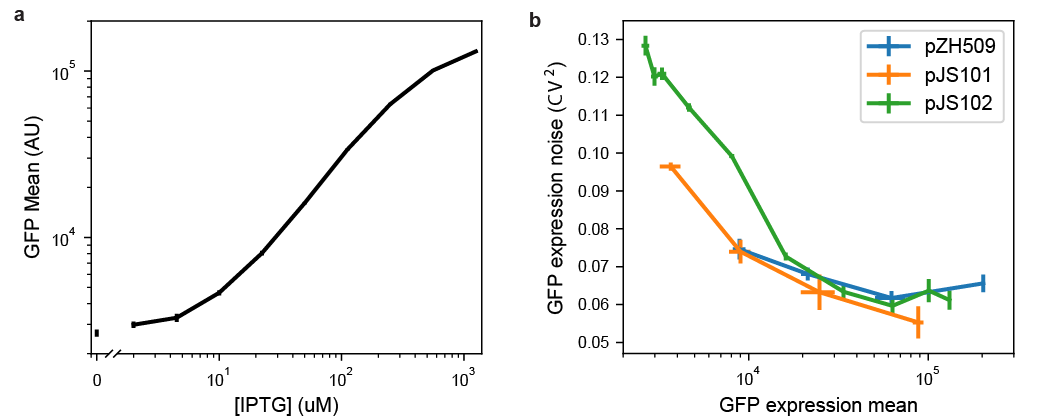 a
GFP Mean (AU)
10^5
10^4
0
10^1
10^2
10^3
[IPTG] (uM)
b
GFP expression noise (CV^2)
0.13
0.12
0.11
0.10
0.09
0.08
0.07
0.06
0.05
pZH509
pJS101
pJS102
10^4
10^5
GFP expression mean